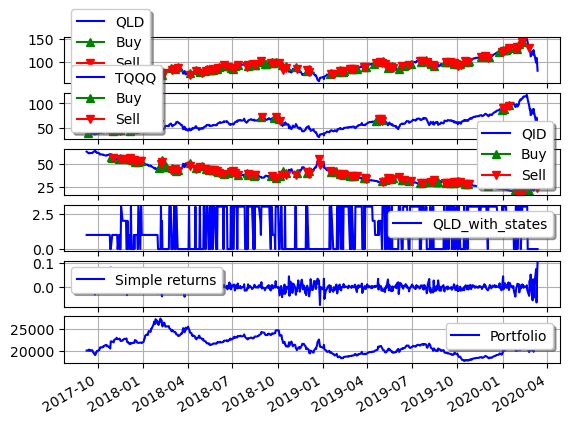 QLD
Buy
Sell
150
100
TQQQ
Buy
Sell
100
50
QID
Buy
Sell
50
25
QLD_with_states
2.5
0.0
Simple returns
0.1
0.0
Portfolio
25000
20000
2017-10
2018-01
2018-04
2018-07
2018-10
2019-01
2019-04
2019-07
2019-10
2020-01
2020-04